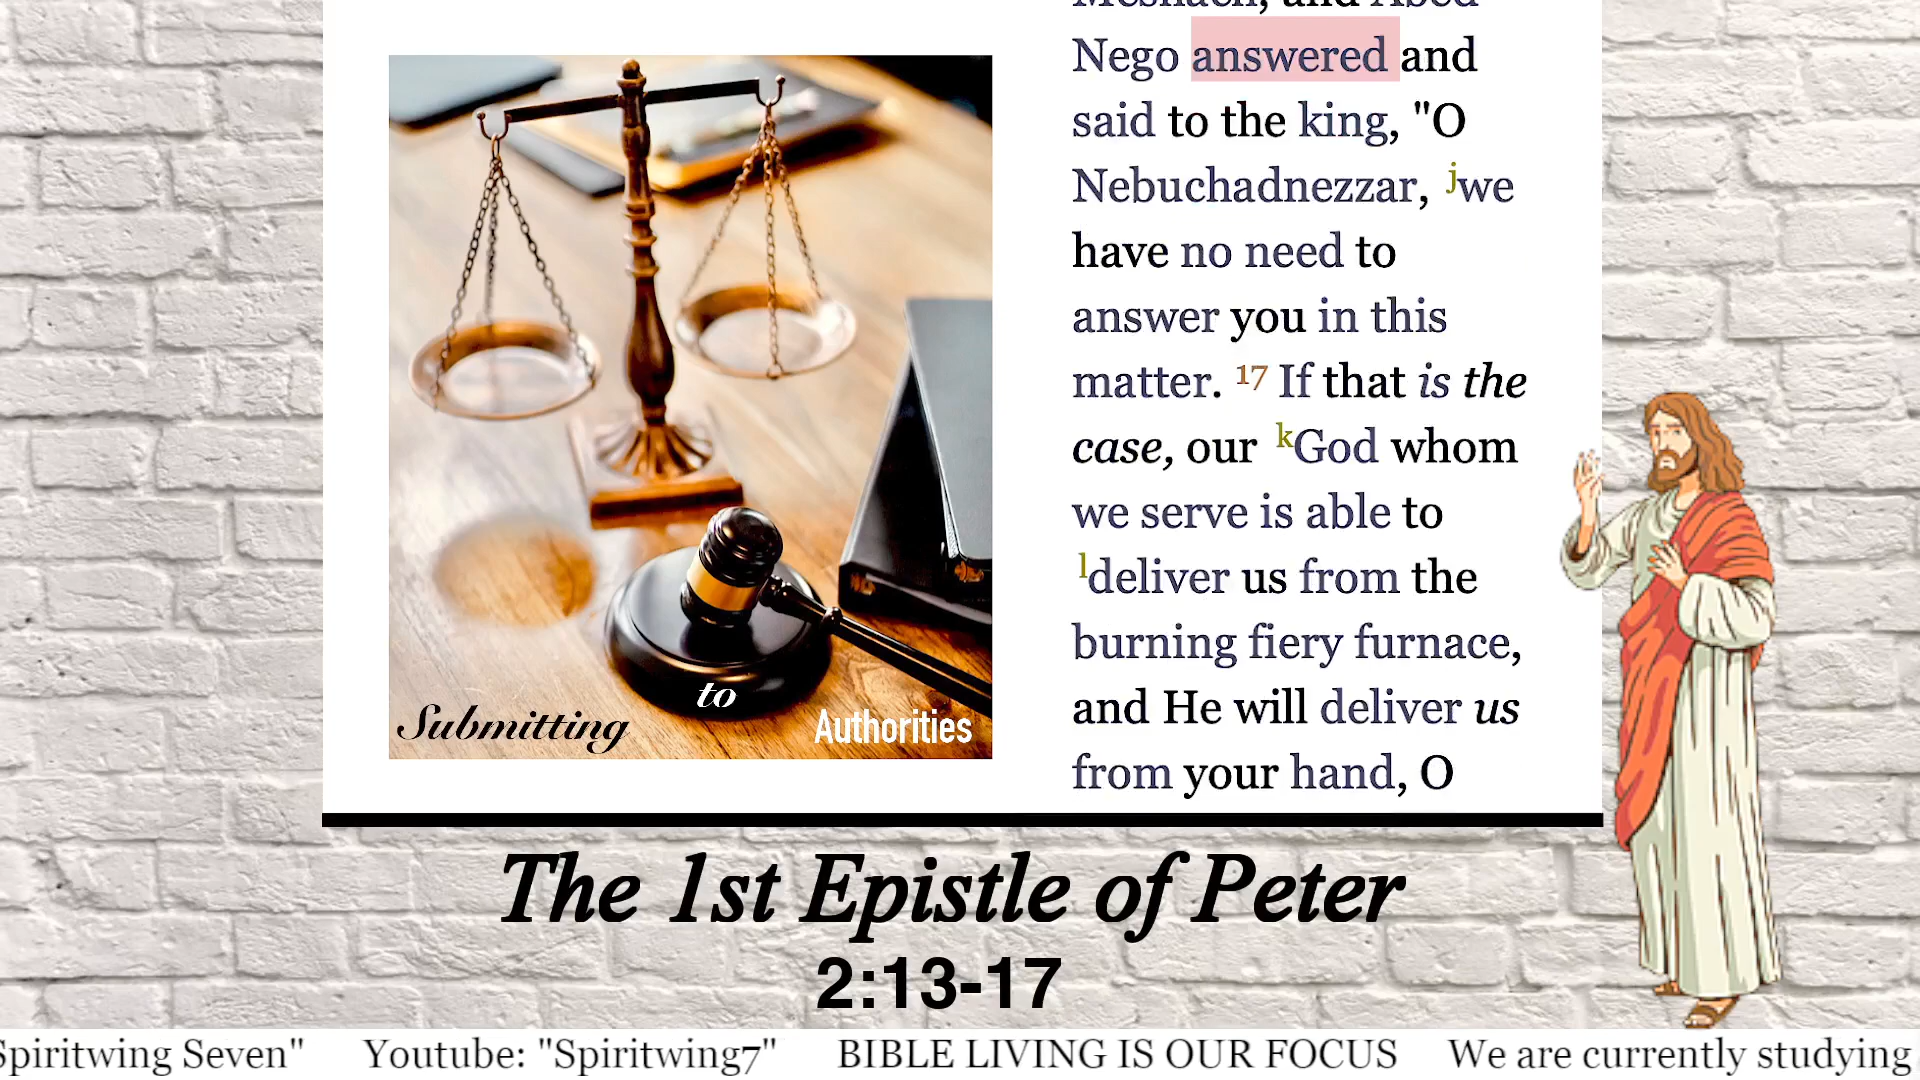 Meshach, and Abed-
Nego answered and
said to the king, "O
Nebuchadnezzar, jwe
have no need to
answer you in this
matter. 17 If that is the
case, our kGod whom
we serve is able to
ldeliver us from the
burning fiery furnace,
and He will deliver us
from your hand, O
Submitting to Authorities
The 1st Epistle of Peter
2:13-17
Spiritwing Seven" Youtube: "Spiritwing7" BIBLE LIVING IS OUR FOCUS We are currently studying